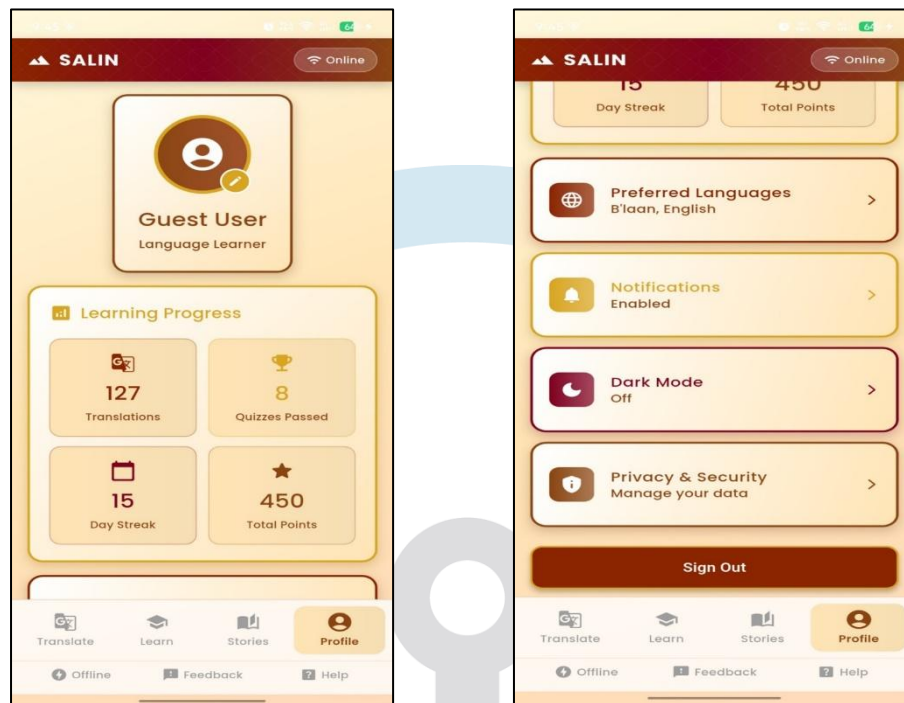 SALIN
Online
Guest User
Language Learner
Learning Progress
127
Translations
8
Quizzes Passed
15
Day Streak
450
Total Points
Translate
Learn
Stories
Profile
Offline
Feedback
Help
SALIN
Online
15
Day Streak
450
Total Points
Preferred Languages
B'laan, English
Notifications
Enabled
Dark Mode
Off
Privacy & Security
Manage your data
Sign Out
Translate
Learn
Stories
Profile
Offline
Feedback
Help